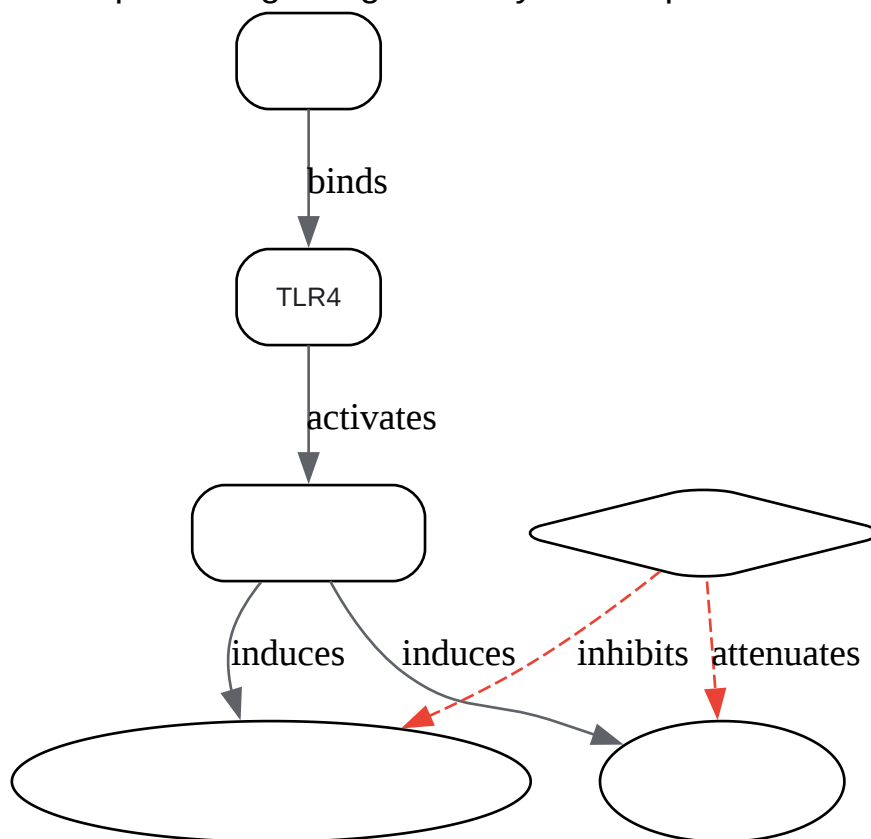 binds
TLR4
activates
induces induces inhibits attenuates